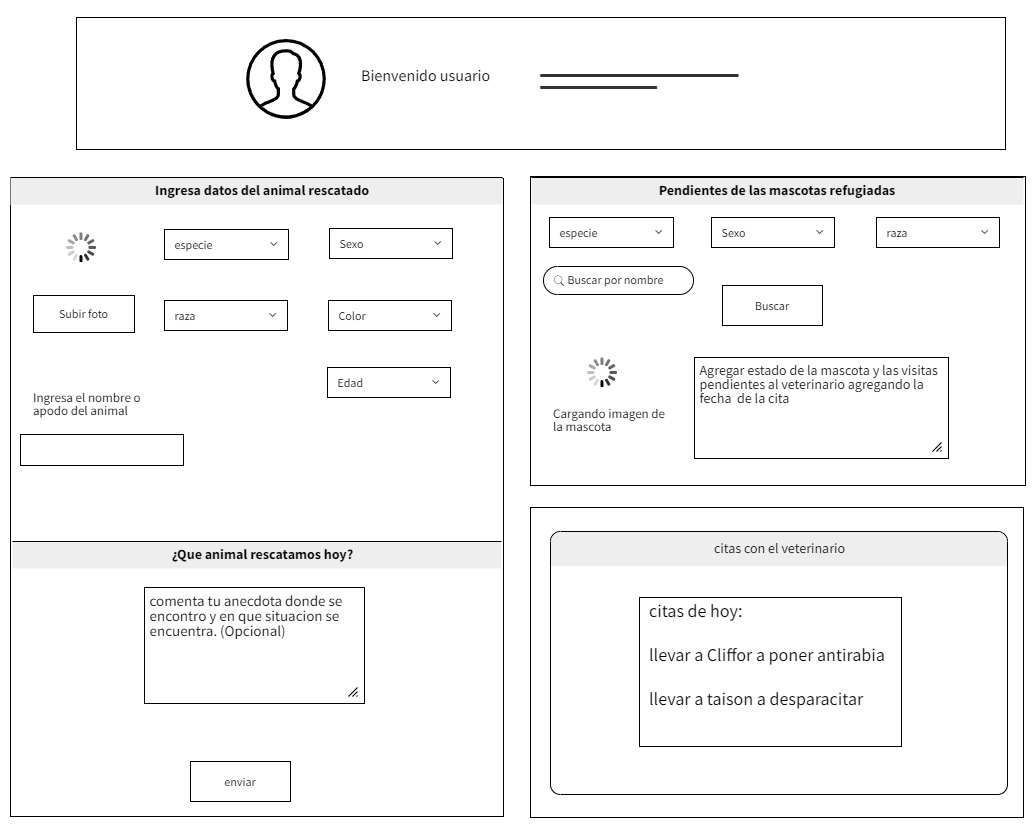 Bienvenido usuario
Ingresa datos del animal rescatado
especie
Sexo
Subir foto
raza
Color
Edad
Ingresa el nombre o
apodo del animal
¿Que animal rescatamos hoy?
comenta tu anecdota donde se
encontro y en que situacion se
encuentra. (Opcional)
enviar
Pendientes de las mascotas refugiadas
especie
Sexo
raza
Buscar por nombre
Buscar
Cargando imagen de
la mascota
Agregar estado de la mascota y las visitas
pendientes al veterinario agregando la
fecha de la cita
citas con el veterinario
citas de hoy:
llevar a Cliffor a poner antirabia
llevar a taison a desparacitar